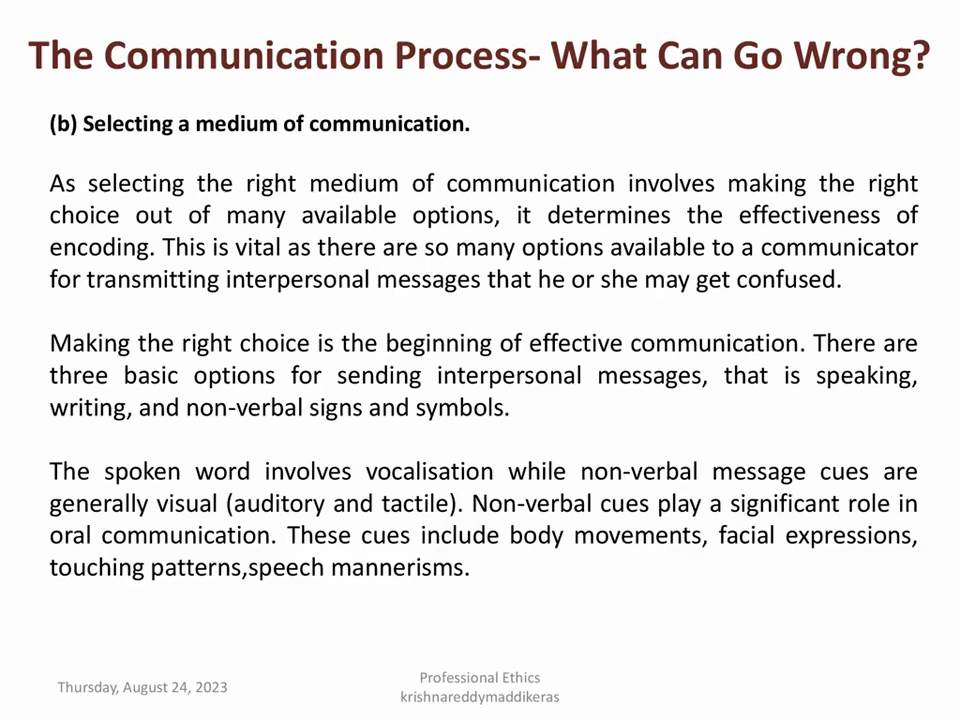 The Communication Process- What Can Go Wrong?
(b) Selecting a medium of communication.
As selecting the right medium of communication involves making the right
choice out of many available options, it determines the effectiveness of
encoding. This is vital as there are so many options available to a communicator
for transmitting interpersonal messages that he or she may get confused.
Making the right choice is the beginning of effective communication. There are
three basic options for sending interpersonal messages, that is speaking,
writing, and non-verbal signs and symbols.
The spoken word involves vocalisation while non-verbal message cues are
generally visual (auditory and tactile). Non-verbal cues play a significant role in
oral communication. These cues include body movements, facial expressions,
touching patterns,speech mannerisms.
Thursday, August 24, 2023
Professional Ethics
krishnareddymaddikeras